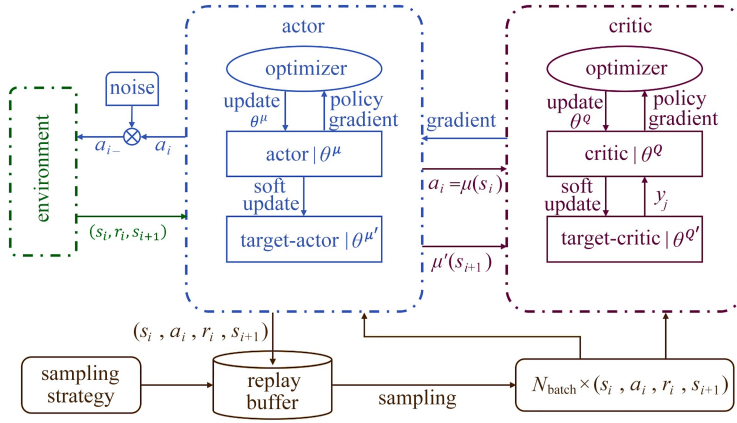 actor
critic
optimizer
optimizer
noise
update
θ^μ
policy
gradient
update
θ^Q
policy
gradient
gradient
environment
a_{i-}
a_i
actor | θ^μ
critic | θ^Q
a_i = μ(s_i)
soft
update
soft
update
y_j
(s_i, r_i, s_{i+1})
target-actor | θ^{μ'}
target-critic | θ^{Q'}
μ'(s_{i+1})
(s_i , a_i , r_i , s_{i+1})
sampling
strategy
replay
buffer
sampling
N_{batch} × (s_i , a_i , r_i , s_{i+1})